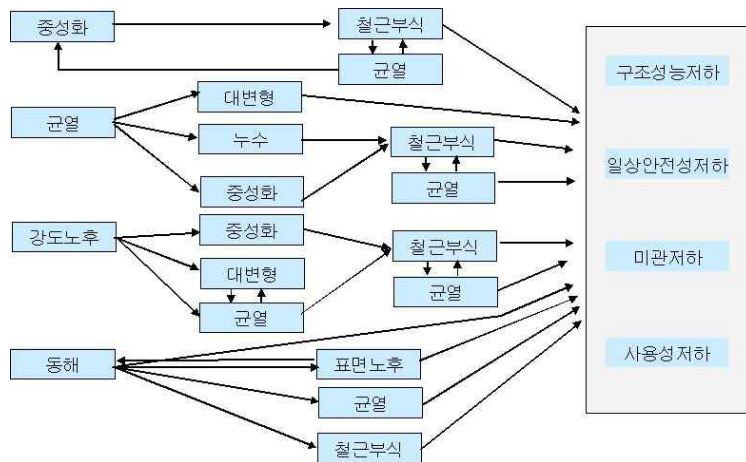 중성화
철근부식
균열
구조성능저하
대변형
균열
누수
철근부식
중성화
균열
일상안전성저하
강도노후
중성화
철근부식
대변형
균열
균열
미관저하
동해
표면노후
사용성저하
균열
철근부식